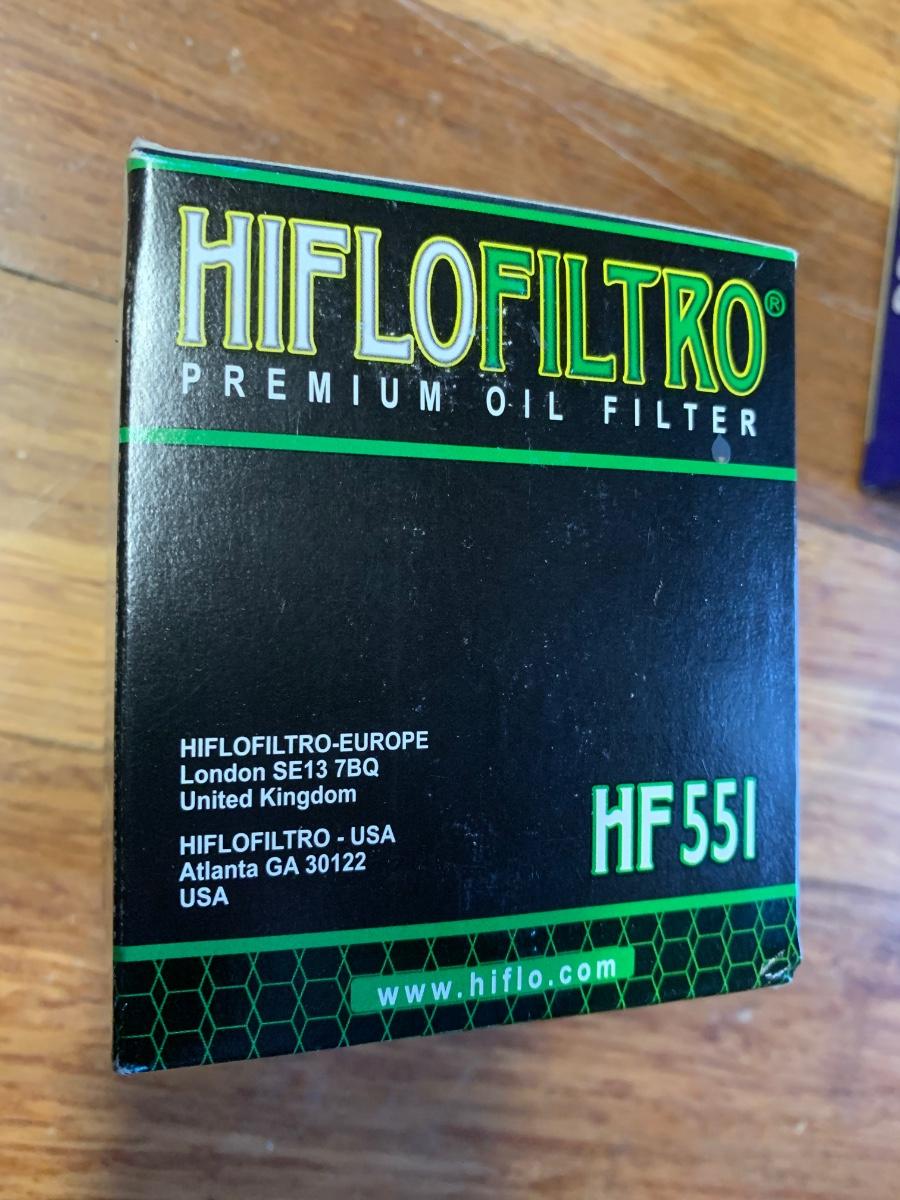 HIFLOFILTRO®
PREMIUM OIL FILTER
HIFLOFILTRO-EUROPE
London SE13 7BQ
United Kingdom
HIFLOFILTRO - USA
Atlanta GA 30122
USA
HF551
www.hiflo.com